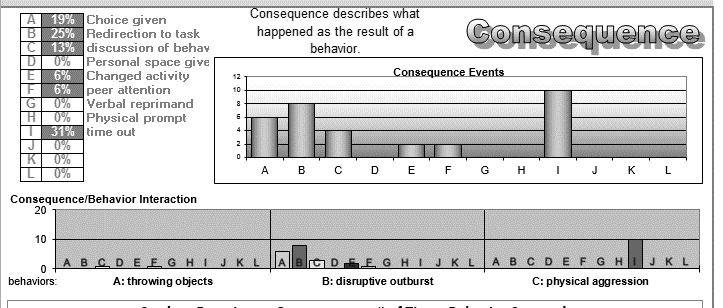 Consequence describes what
happened as the result of a
behavior.
Consequence
A 19% Choice given
B 25% Redirection to task
C 13% discussion of behav
D 0% Personal space give
E 6% Changed activity
F 6% peer attention
G 0% Verbal reprimand
H 0% Physical prompt
I 31% time out
J 0%
K 0%
L 0%
Consequence Events
12
10
8
6
4
2
0
A B C D E F G H I J K L
Consequence/Behavior Interaction
20
10
0
A B C D E F G H I J K L A B C D E F G H I J K L A B C D E F G H I J K L
behaviors: A: throwing objects B: disruptive outburst C: physical aggression